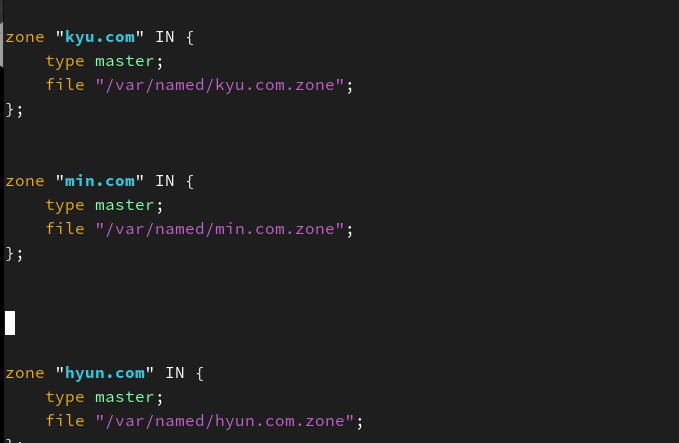 zone "kyu.com" IN {
    type master;
    file "/var/named/kyu.com.zone";
};
zone "min.com" IN {
    type master;
    file "/var/named/min.com.zone";
};
zone "hyun.com" IN {
    type master;
    file "/var/named/hyun.com.zone";
};